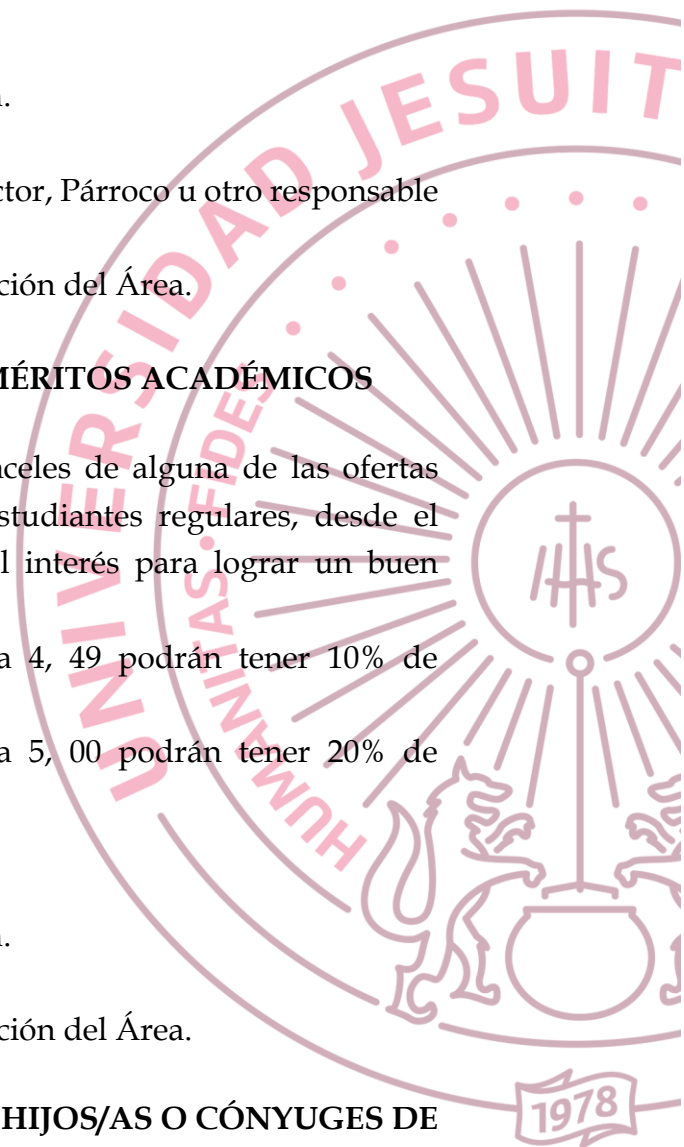 n.
ctor, Párroco u otro responsable
ción del Área.
MÉRITOS ACADÉMICOS
nceles de alguna de las ofertas
estudiantes regulares, desde el
l interés para lograr un buen
a 4, 49 podrán tener 10% de
a 5, 00 podrán tener 20% de
n.
ción del Área.
HIJOS/AS O CÓNYUGES DE
UNIVERSIDAD JESUIT
HUMANITAS • FIDES
IHS
1978